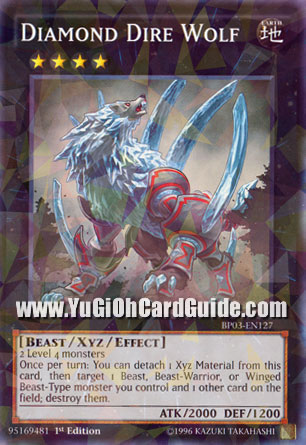 DIAMOND DIRE WOLF
EARTH
地
www.YuGiOhCardGuide.com
BP03-EN127
[BEAST / XYZ / EFFECT]
2 Level 4 monsters
Once per turn: You can detach 1 Xyz Material from this
card, then target 1 Beast, Beast-Warrior, or Winged
Beast-Type monster you control and 1 other card on the
field; destroy them.
ATK/2000 DEF/1200
95169481 1st Edition ©1996 KAZUKI TAKAHASHI